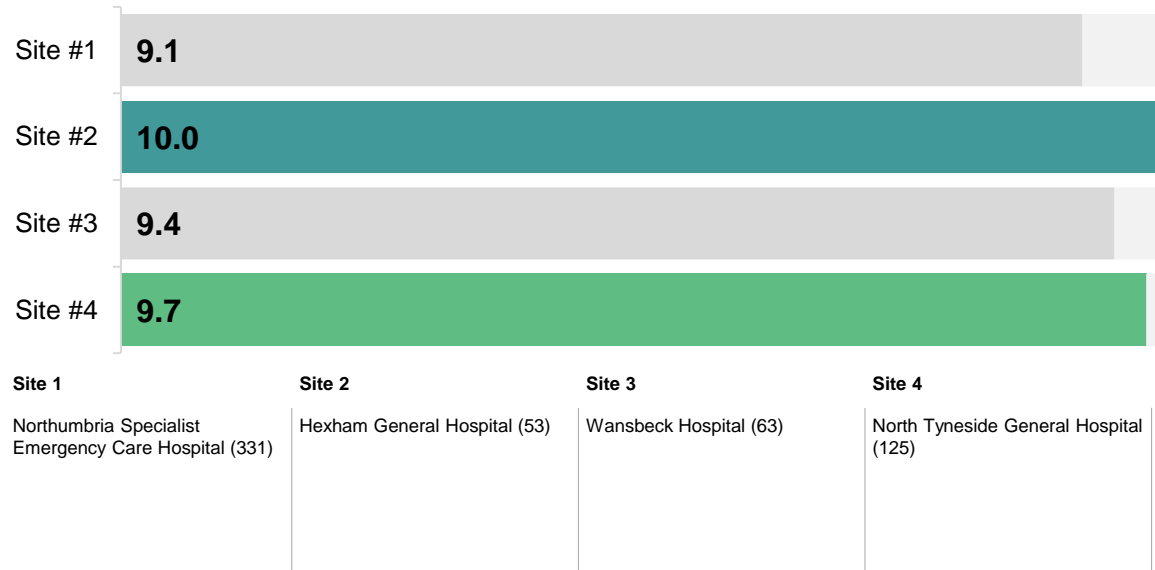 Site #1
9.1
Site #2
10.0
Site #3
9.4
Site #4
9.7
Site 1
Site 2
Site 3
Site 4
Northumbria Specialist
Emergency Care Hospital (331)
Hexham General Hospital (53)
Wansbeck Hospital (63)
North Tyneside General Hospital
(125)